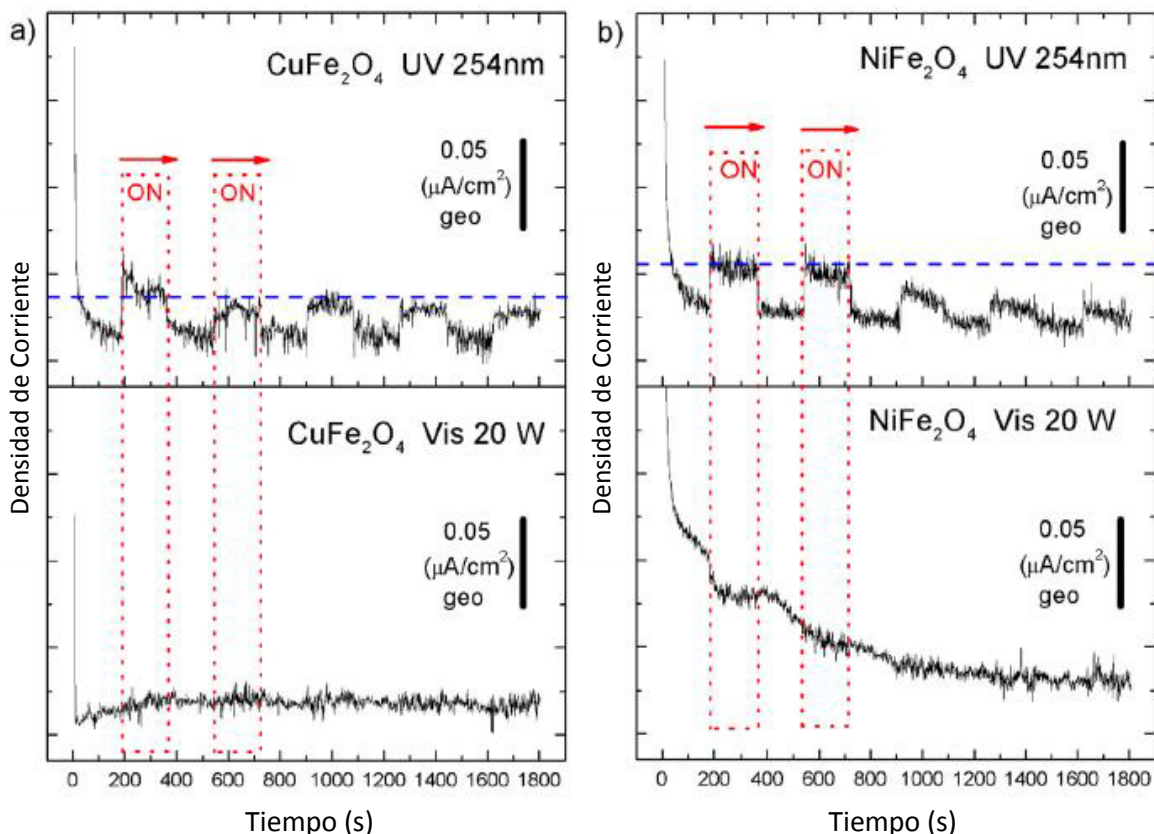 a)
CuFe₂O₄ UV 254nm
ON
ON
0.05
(μA/cm²)
geo
Densidad de Corriente
CuFe₂O₄ Vis 20 W
0.05
(μA/cm²)
geo
0 200 400 600 800 1000 1200 1400 1600 1800
Tiempo (s)
b)
NiFe₂O₄ UV 254nm
ON
ON
0.05
(μA/cm²)
geo
Densidad de Corriente
NiFe₂O₄ Vis 20 W
0.05
(μA/cm²)
geo
0 200 400 600 800 1000 1200 1400 1600 1800
Tiempo (s)